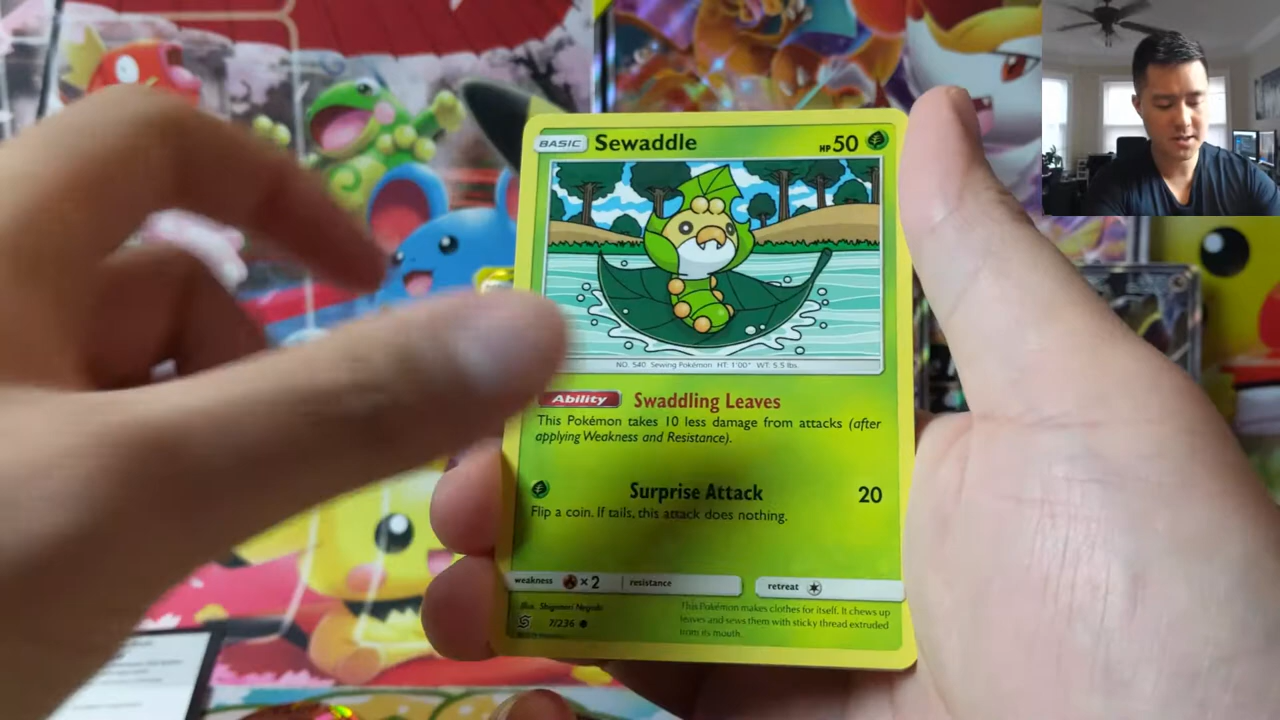 BASIC Sewaddle HP 50
NO. 540 Sewing Pokémon HT: 1'00" WT: 5.5 lbs.
Ability Swaddling Leaves
This Pokémon takes 10 less damage from attacks (after
applying Weakness and Resistance).
Surprise Attack 20
Flip a coin. If tails, this attack does nothing.
weakness × 2 resistance retreat
Illus. Shigenori Negishi
7/236
This Pokémon makes clothes for itself. It chews up
leaves and sews them with sticky thread extruded
from its mouth.